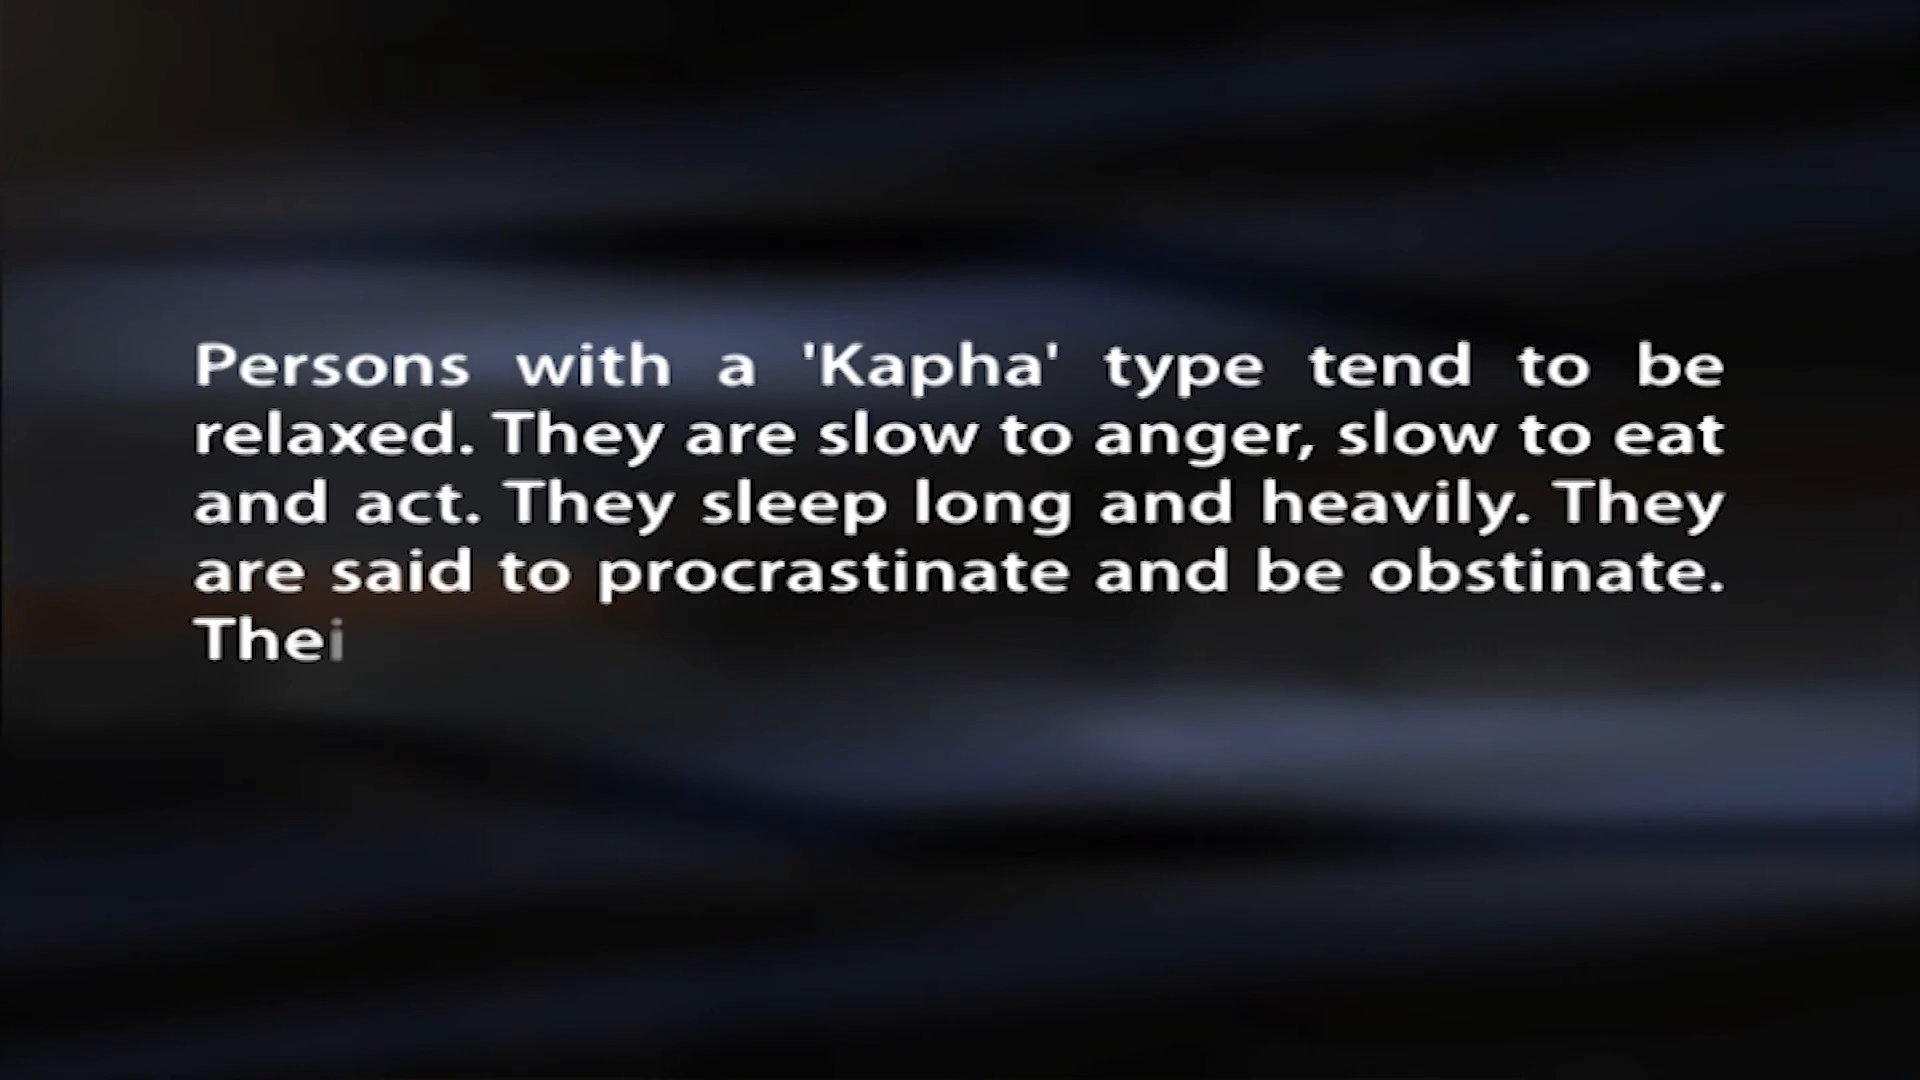 Persons with a 'Kapha' type tend to be
relaxed. They are slow to anger, slow to eat
and act. They sleep long and heavily. They
are said to procrastinate and be obstinate.
Thei